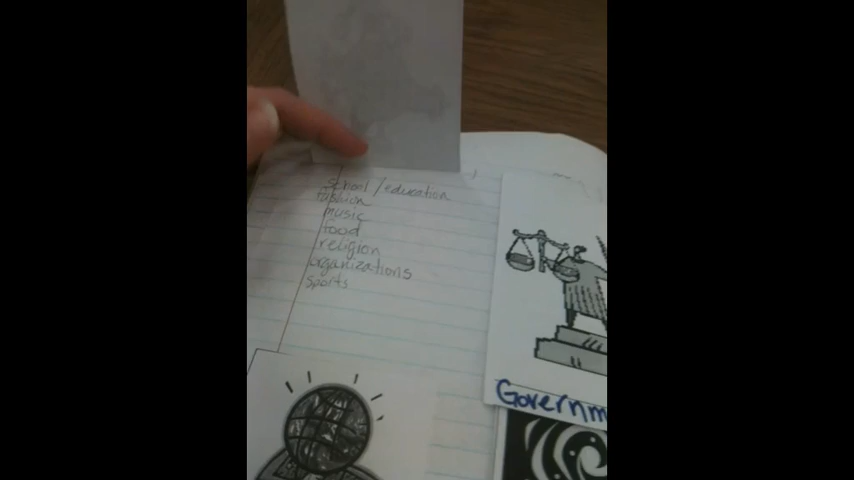 school/education
fashion
music
food
religion
organizations
sports
Governm